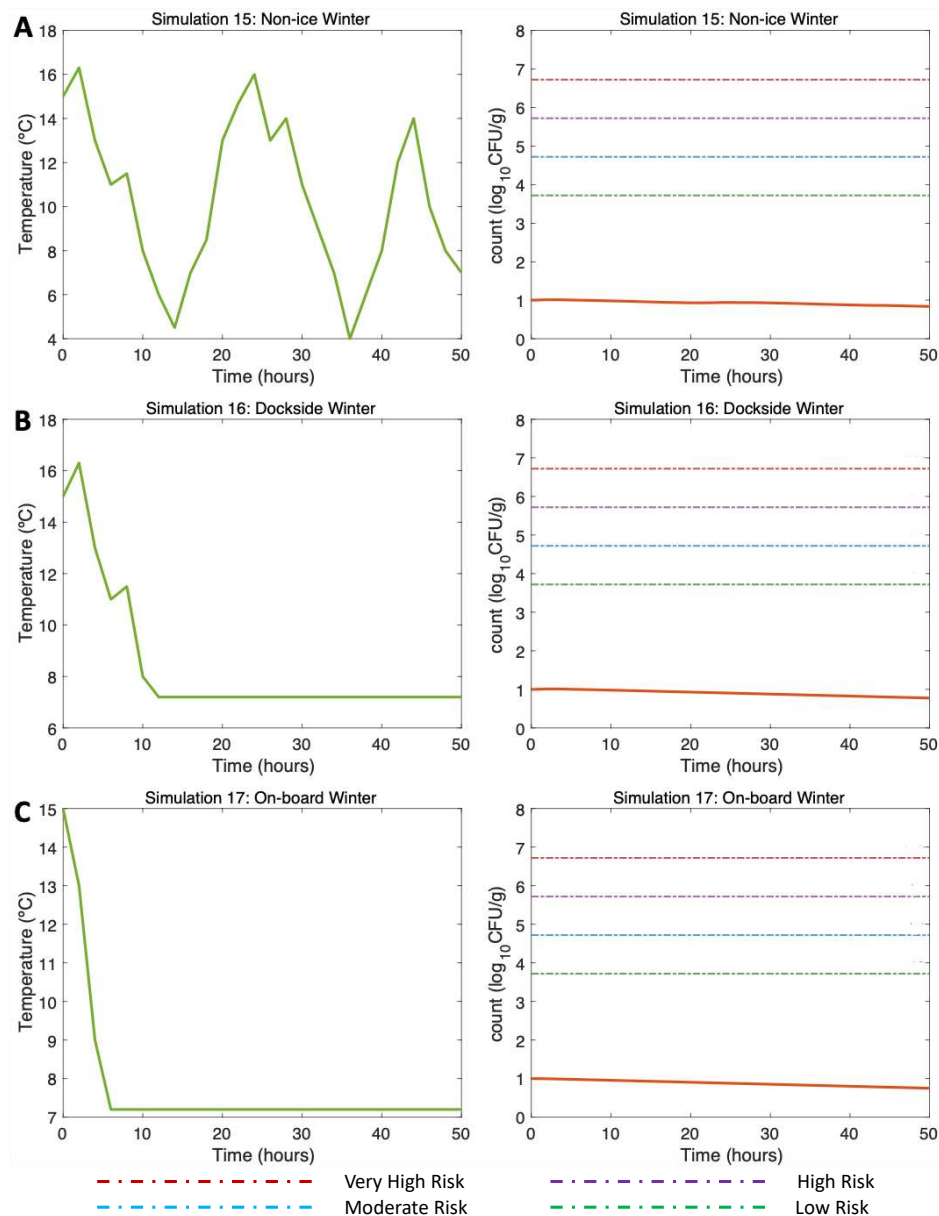 A
Simulation 15: Non-ice Winter
Temperature (ºC)
18
16
14
12
10
8
6
4
0 10 20 30 40 50
Time (hours)
Simulation 15: Non-ice Winter
count (log10CFU/g)
8
7
6
5
4
3
2
1
0
0 10 20 30 40 50
Time (hours)
B
Simulation 16: Dockside Winter
Temperature (ºC)
18
16
14
12
10
8
6
0 10 20 30 40 50
Time (hours)
Simulation 16: Dockside Winter
count (log10CFU/g)
8
7
6
5
4
3
2
1
0
0 10 20 30 40 50
Time (hours)
C
Simulation 17: On-board Winter
Temperature (ºC)
15
14
13
12
11
10
9
8
7
0 10 20 30 40 50
Time (hours)
Simulation 17: On-board Winter
count (log10CFU/g)
8
7
6
5
4
3
2
1
0
0 10 20 30 40 50
Time (hours)
Very High Risk
High Risk
Moderate Risk
Low Risk